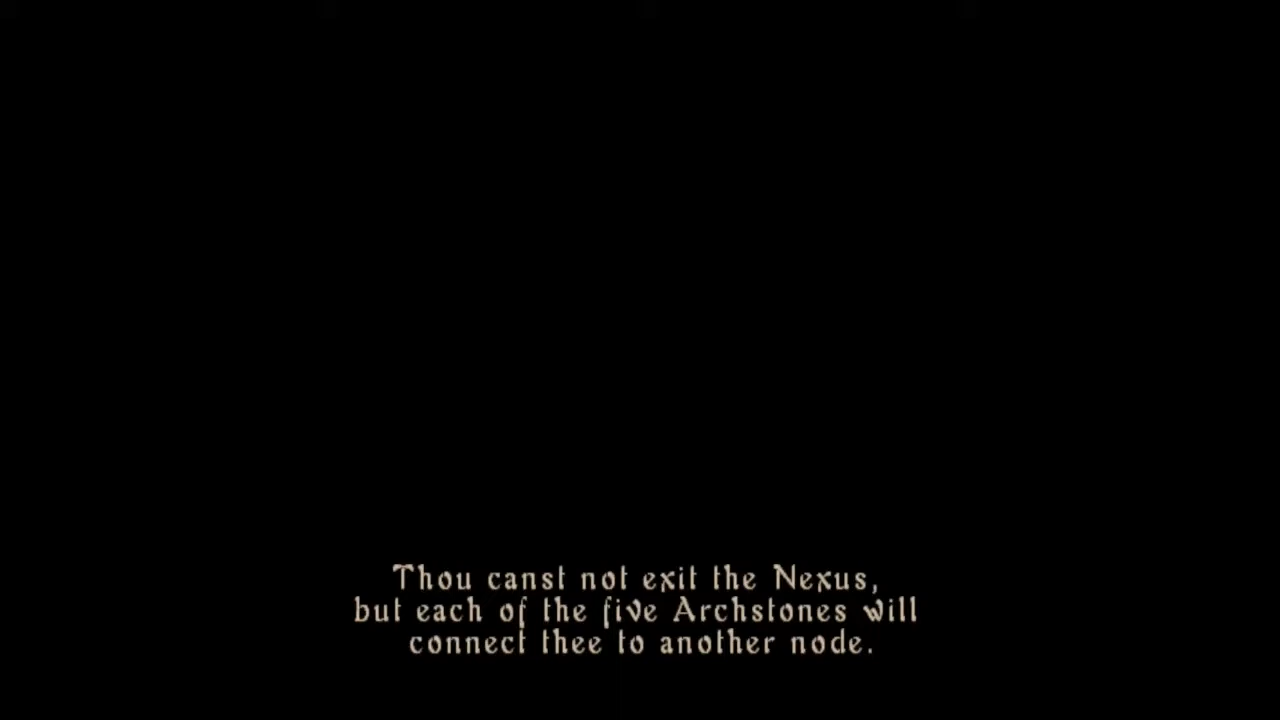 Thou canst not exit the Nexus,
but each of the five Archstones will
connect thee to another node.